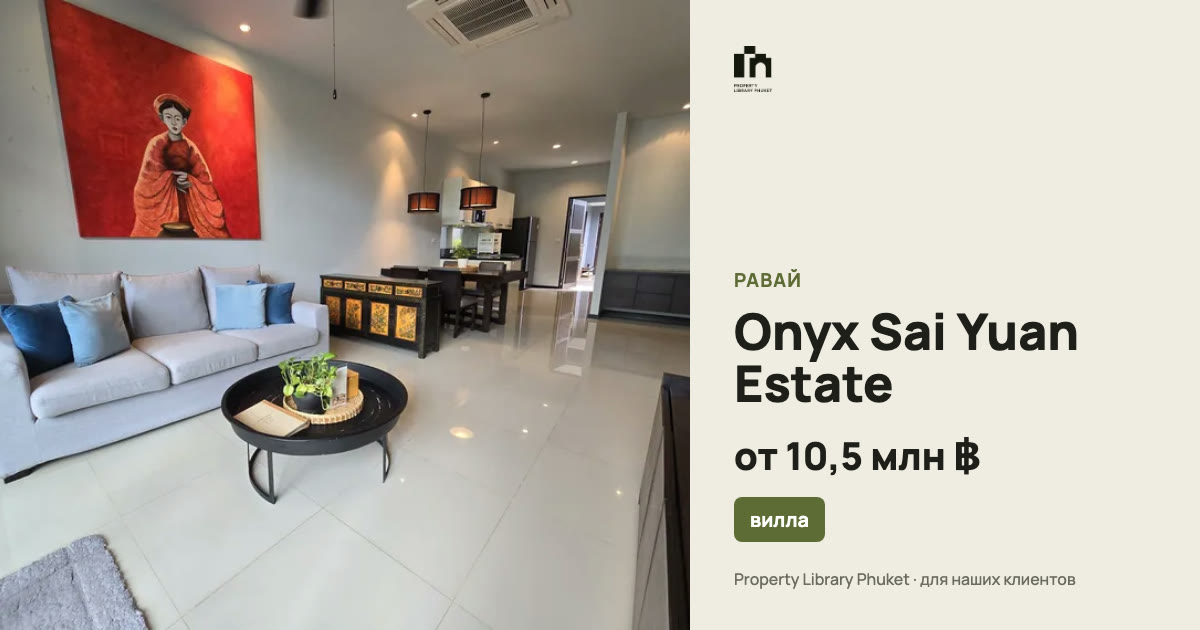 PROPERTY
LIBRARY PHUKET
РАВАЙ
Onyx Sai Yuan
Estate
от 10,5 млн ฿
вилла
Property Library Phuket · для наших клиентов